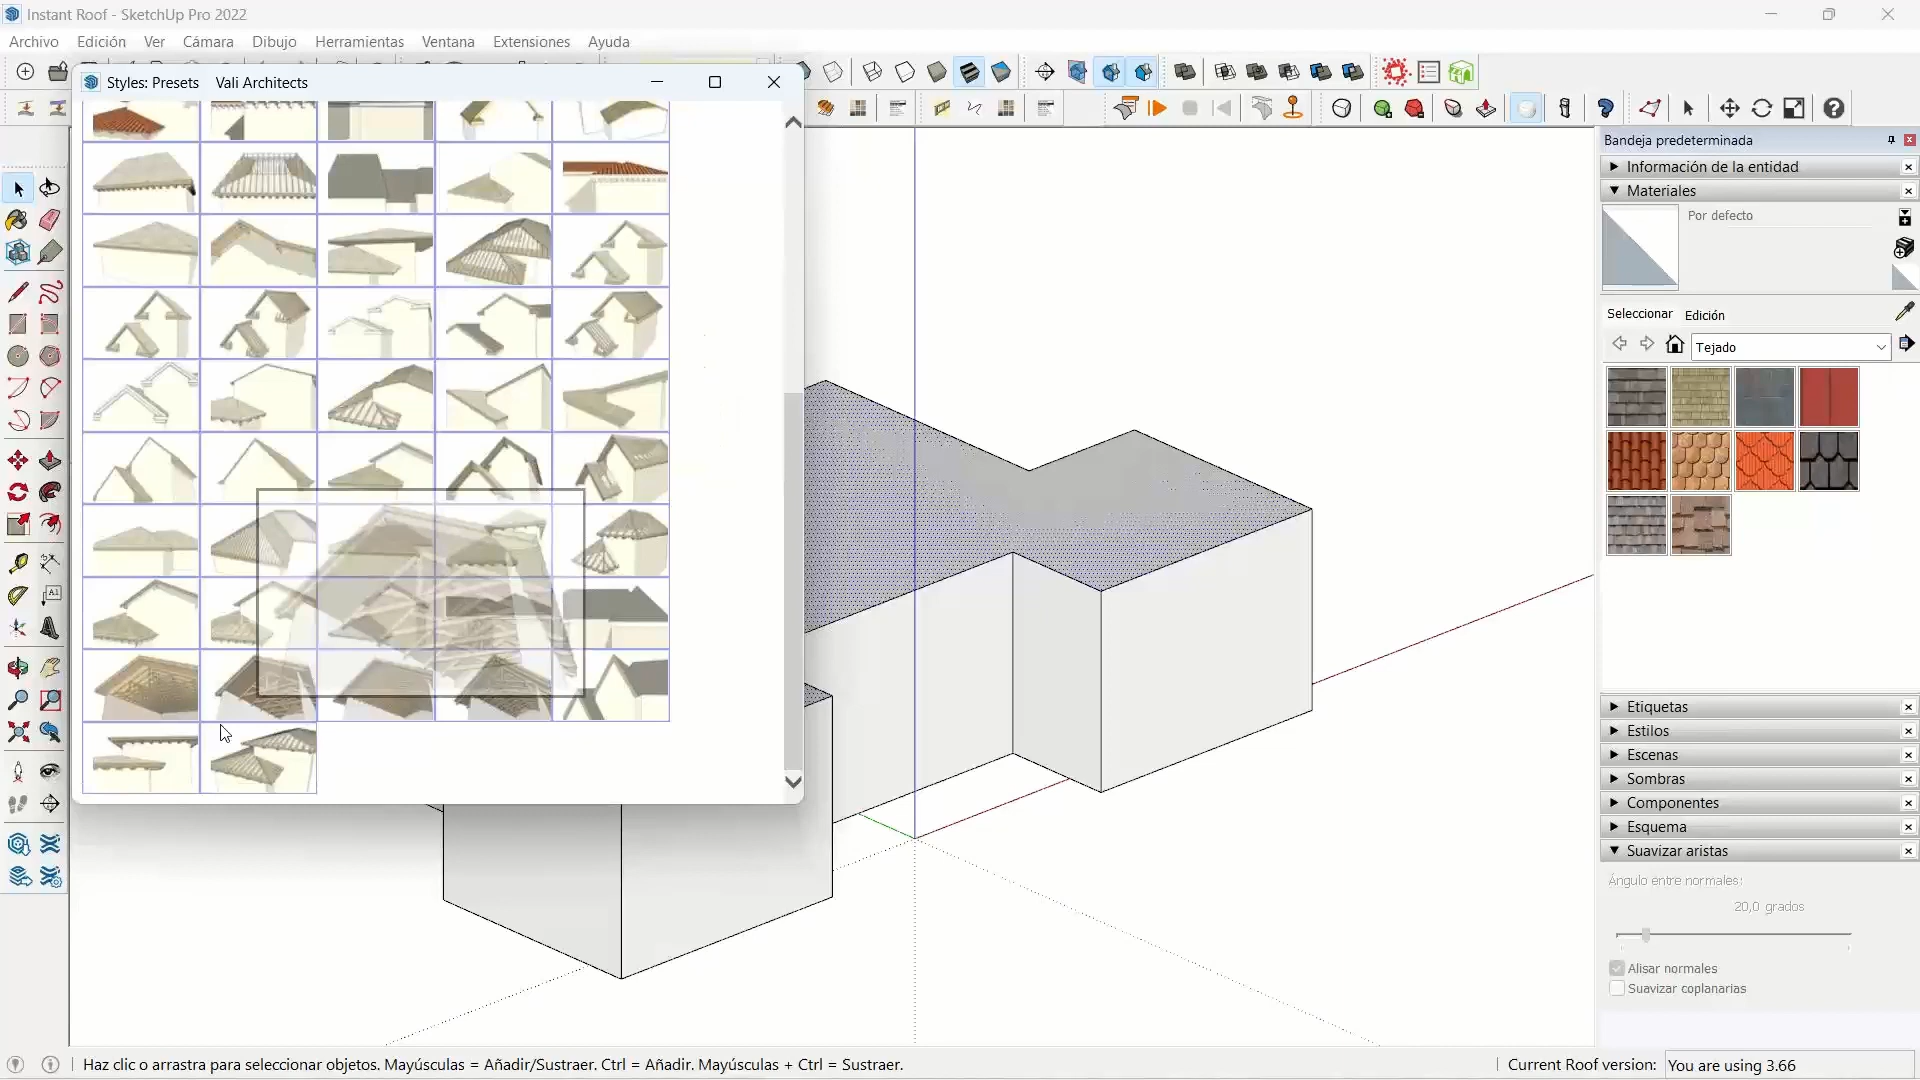 Instant Roof - SketchUp Pro 2022
Archivo Edición Ver Cámara Dibujo Herramientas Ventana Extensiones Ayuda
Styles: Presets Vali Architects
Bandeja predeterminada
Información de la entidad
Materiales
Por defecto
Seleccionar Edición
Tejado
A1
Etiquetas
Estilos
Escenas
Sombras
Componentes
Esquema
Suavizar aristas
Ángulo entre normales:
20,0 grados
Alisar normales
Suavizar coplanarias
Haz clic o arrastra para seleccionar objetos. Mayúsculas = Añadir/Sustraer. Ctrl = Añadir. Mayúsculas + Ctrl = Sustraer.
Current Roof version: You are using 3.66